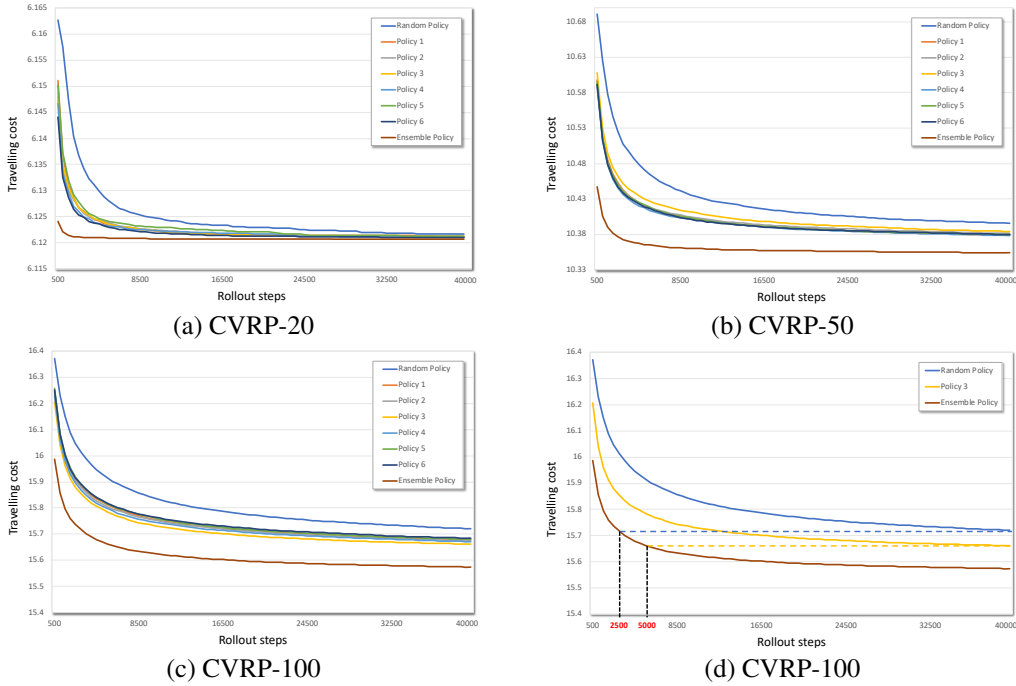 6.165
6.16
6.155
6.15
6.145
6.14
6.135
6.13
6.125
6.12
6.115
Travelling cost
Random Policy
Policy 1
Policy 2
Policy 3
Policy 4
Policy 5
Policy 6
Ensemble Policy
500 8500 16500 24500 32500 40000
Rollout steps
(a) CVRP-20
10.68
10.63
10.58
10.53
10.48
10.43
10.38
10.33
Travelling cost
Random Policy
Policy 1
Policy 2
Policy 3
Policy 4
Policy 5
Policy 6
Ensemble Policy
500 8500 16500 24500 32500 40000
Rollout steps
(b) CVRP-50
16.4
16.3
16.2
16.1
16
15.9
15.8
15.7
15.6
15.5
15.4
Travelling cost
Random Policy
Policy 1
Policy 2
Policy 3
Policy 4
Policy 5
Policy 6
Ensemble Policy
500 8500 16500 24500 32500 40000
Rollout steps
(c) CVRP-100
16.4
16.3
16.2
16.1
16
15.9
15.8
15.7
15.6
15.5
15.4
Travelling cost
Random Policy
Policy 3
Ensemble Policy
500 2500 5000 8500 16500 24500 32500 40000
Rollout steps
(d) CVRP-100